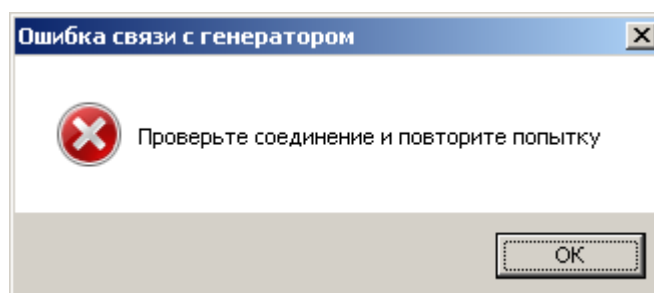 Ошибка связи с генератором
Проверьте соединение и повторите попытку
OK